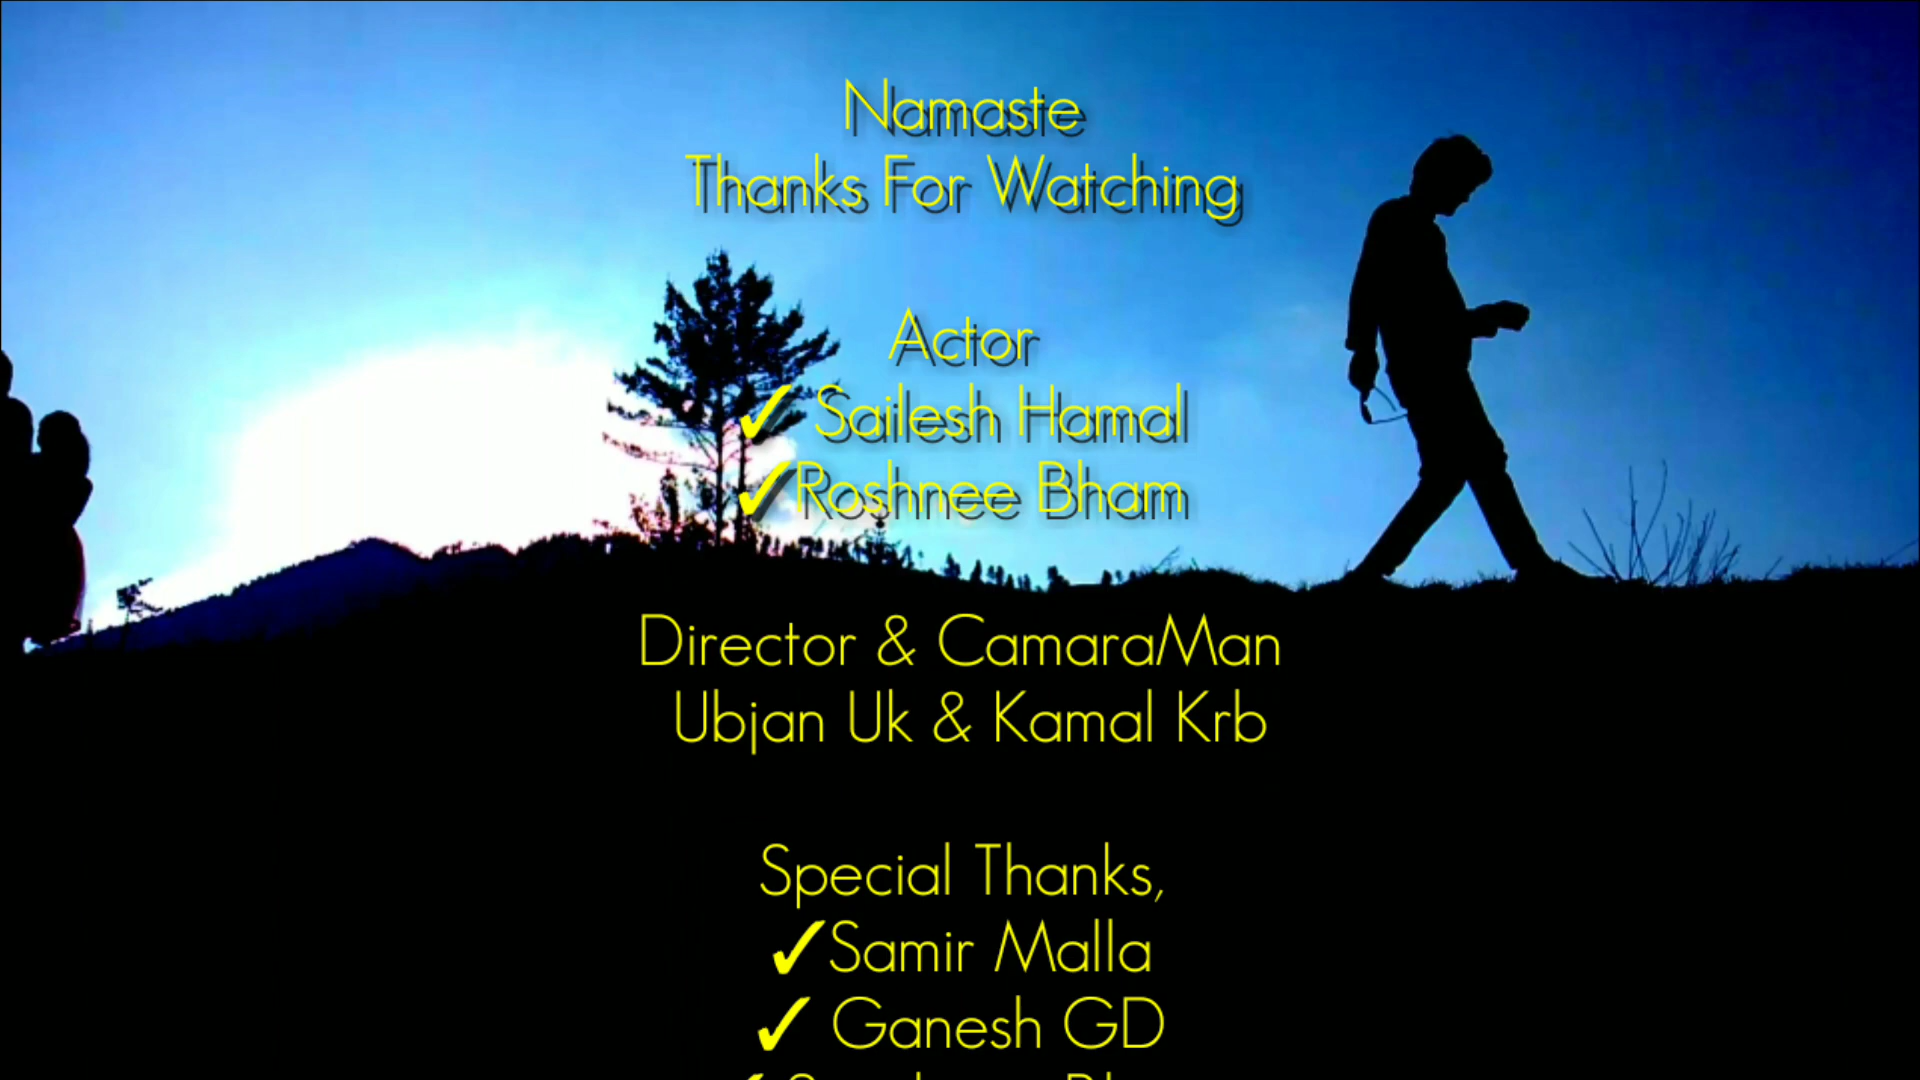 Namaste
Thanks For Watching
Actor
✓ Sailesh Hamal
✓Roshnee Bham
Director & CamaraMan
Ubjan Uk & Kamal Krb
Special Thanks,
✓Samir Malla
✓ Ganesh GD